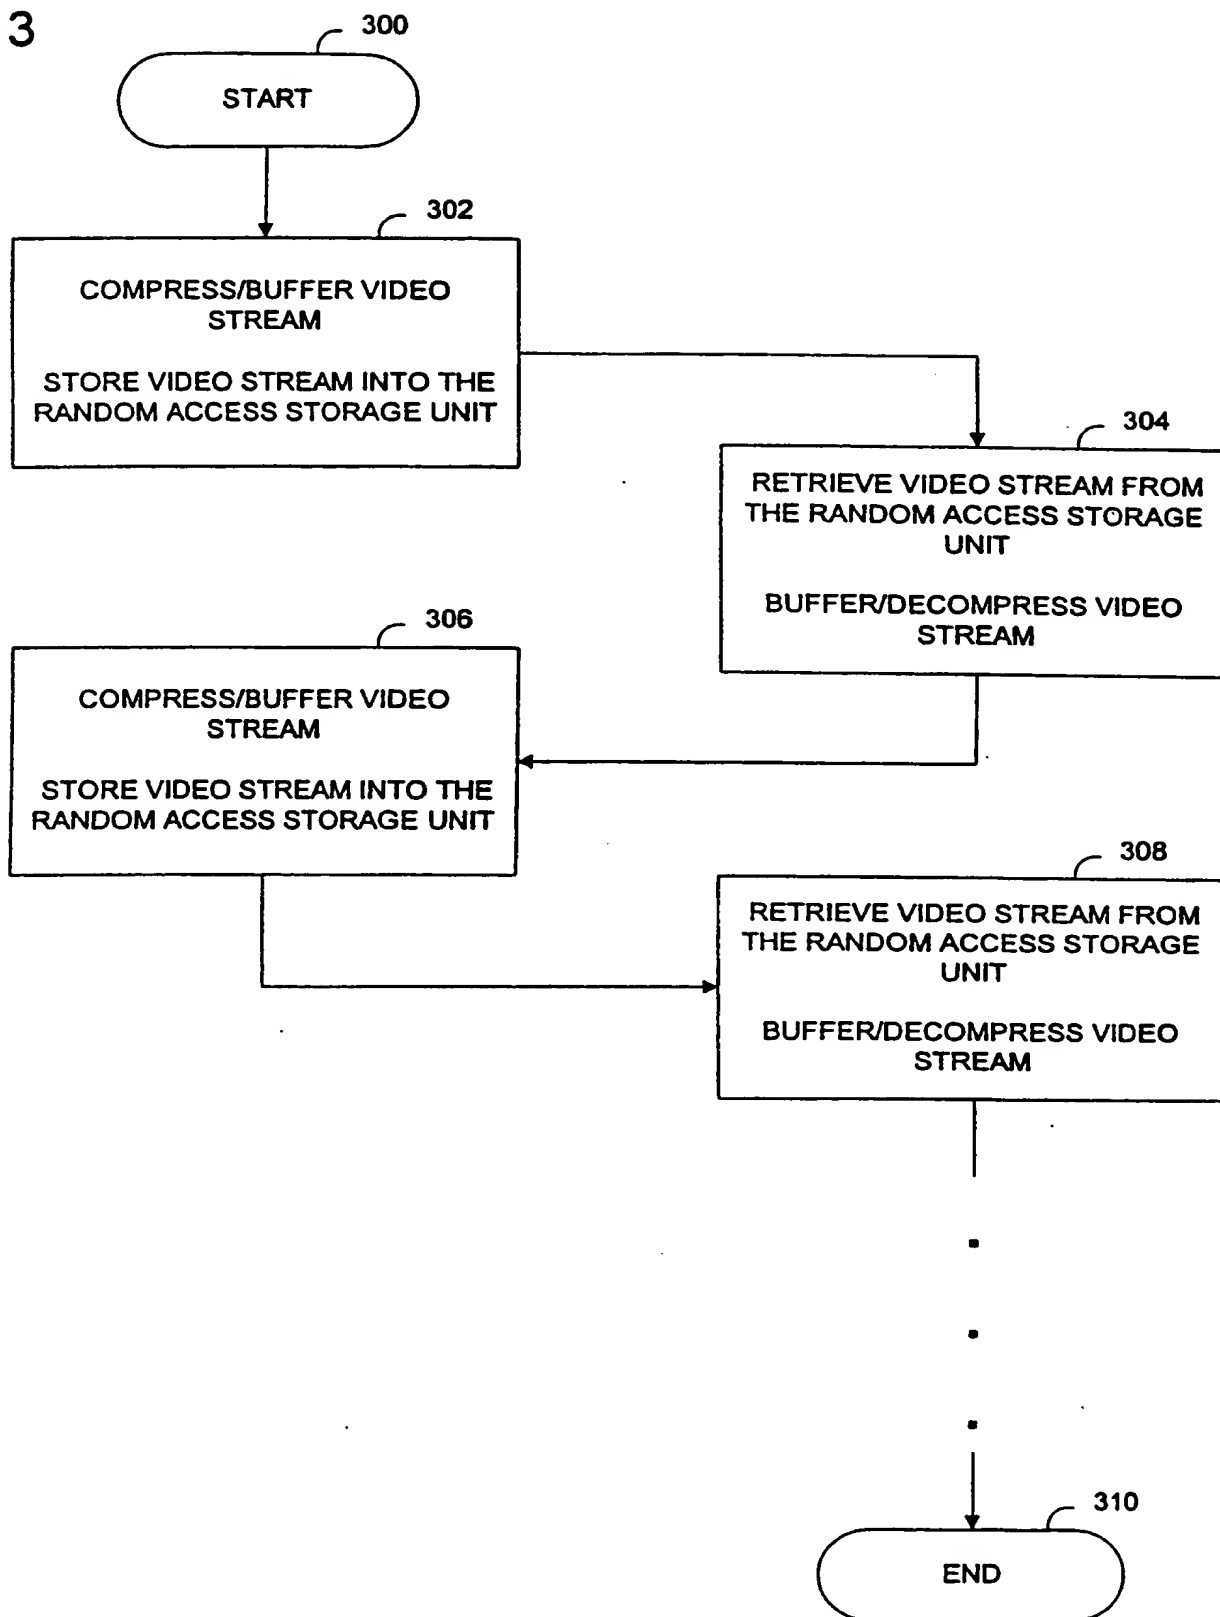 3
300
START
302
COMPRESS/BUFFER VIDEO
STREAM
STORE VIDEO STREAM INTO THE
RANDOM ACCESS STORAGE UNIT
304
RETRIEVE VIDEO STREAM FROM
THE RANDOM ACCESS STORAGE
UNIT
BUFFER/DECOMPRESS VIDEO
STREAM
306
COMPRESS/BUFFER VIDEO
STREAM
STORE VIDEO STREAM INTO THE
RANDOM ACCESS STORAGE UNIT
308
RETRIEVE VIDEO STREAM FROM
THE RANDOM ACCESS STORAGE
UNIT
BUFFER/DECOMPRESS VIDEO
STREAM
310
END